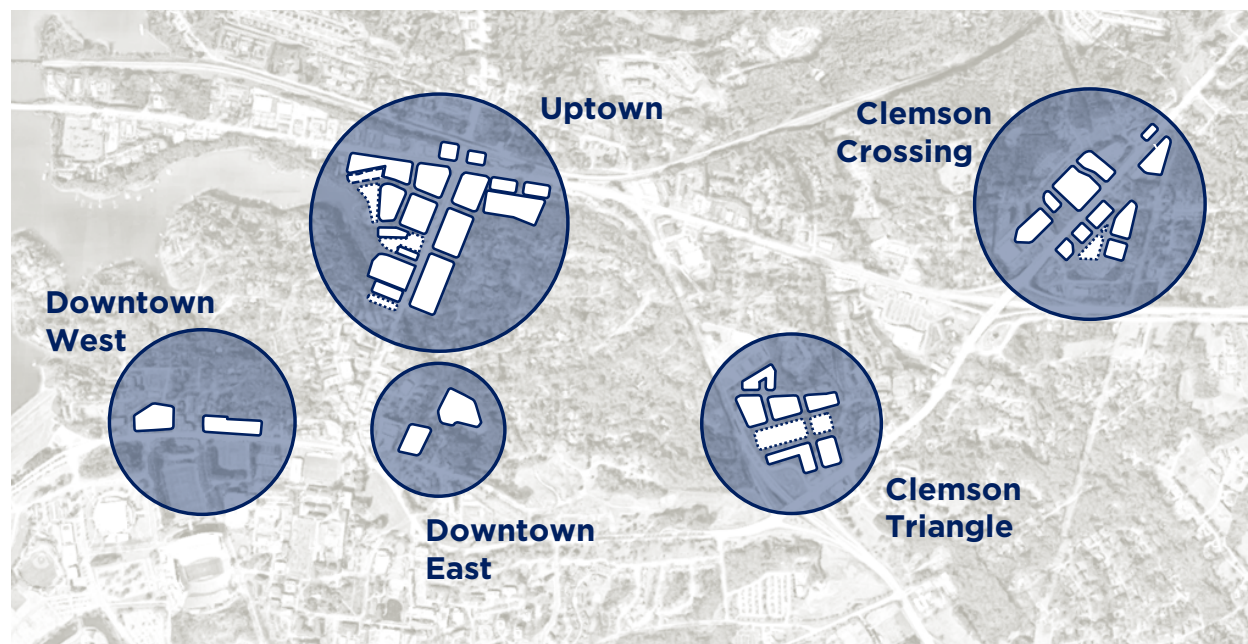 Uptown
Clemson
Crossing
Downtown
West
Clemson
Triangle
Downtown
East